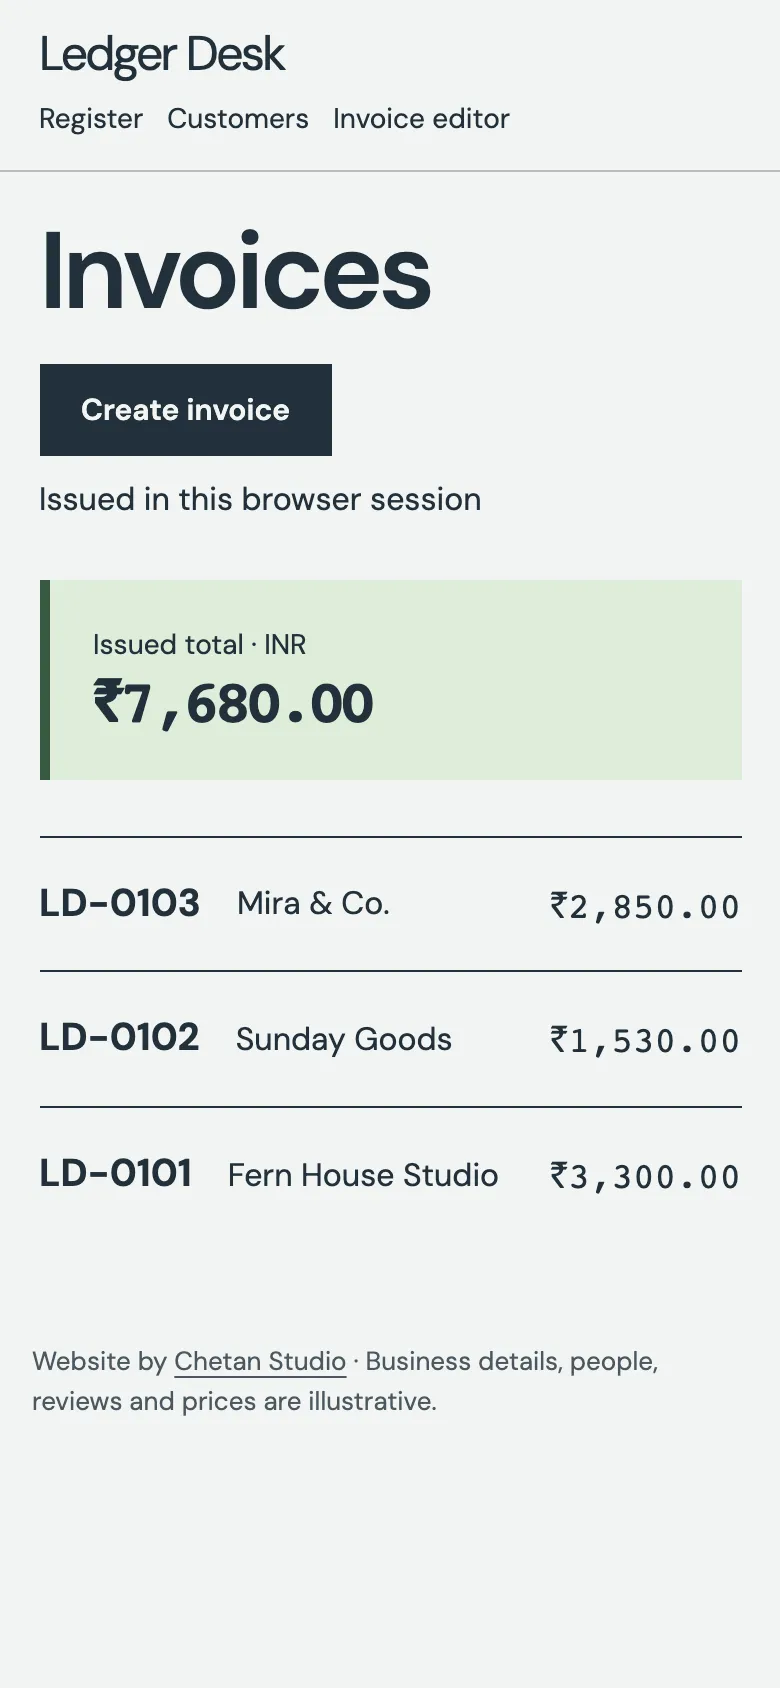 Ledger Desk
Register Customers Invoice editor
Invoices
Create invoice
Issued in this browser session
Issued total · INR
₹7,680.00
LD-0103 Mira & Co. ₹2,850.00
LD-0102 Sunday Goods ₹1,530.00
LD-0101 Fern House Studio ₹3,300.00
Website by Chetan Studio · Business details, people,
reviews and prices are illustrative.